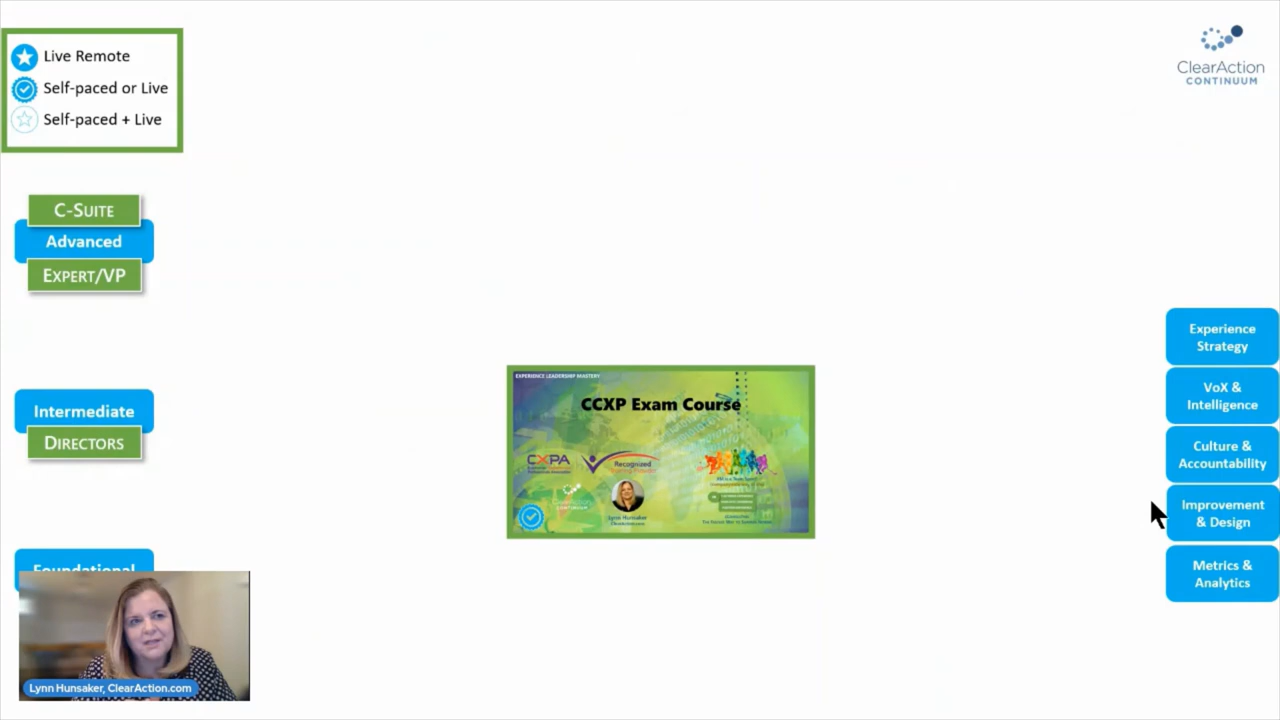 Live Remote
Self-paced or Live
Self-paced + Live
ClearAction
CONTINUUM
C-SUITE
Advanced
EXPERT/VP
Intermediate
DIRECTORS
Foundational
EXPERIENCE LEADERSHIP MASTERY
CCXP Exam Course
CXPA
Recognized
Lynn Hunsaker
Experience
Strategy
VoX &
Intelligence
Culture &
Accountability
Improvement
& Design
Metrics &
Analytics
Lynn Hunsaker, ClearAction.com